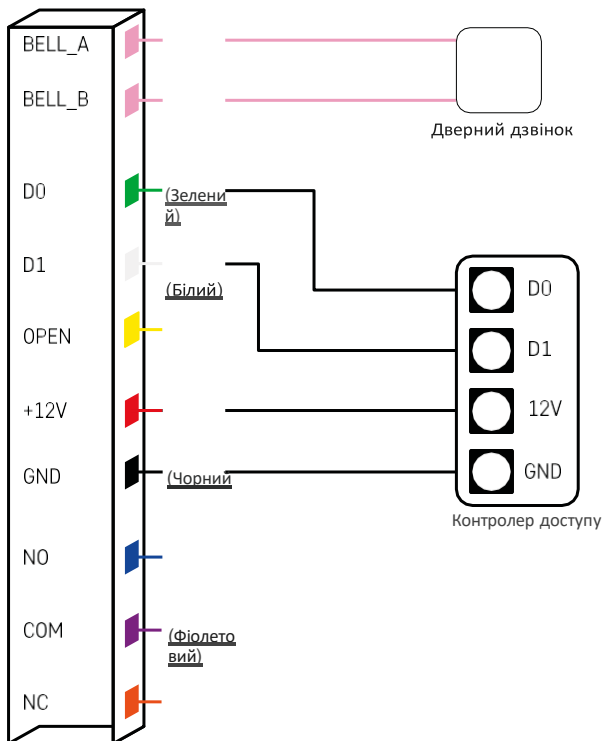 BELL_A
BELL_B
Дверний дзвінок
D0
(Зелени
й)
D1
(Білий)
OPEN
+12V
GND
(Чорний
NO
COM
(Фіолето
вий)
NC
D0
D1
12V
GND
Контролер доступу